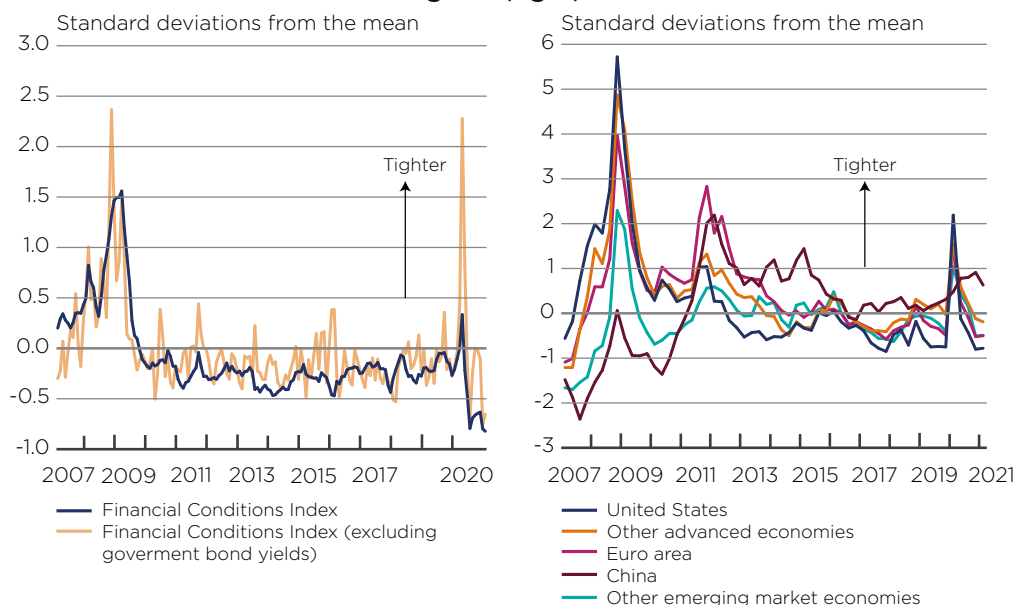 Standard deviations from the mean
3.0
2.5
2.0
1.5
1.0
0.5
0.0
-0.5
-1.0
Tighter
2007 2009 2011 2013 2015 2017 2020
Financial Conditions Index
Financial Conditions Index (excluding
goverment bond yields)
Standard deviations from the mean
6
5
4
3
2
1
0
-1
-2
-3
Tighter
2007 2009 2011 2013 2015 2017 2019 2021
United States
Other advanced economies
Euro area
China
Other emerging market economies